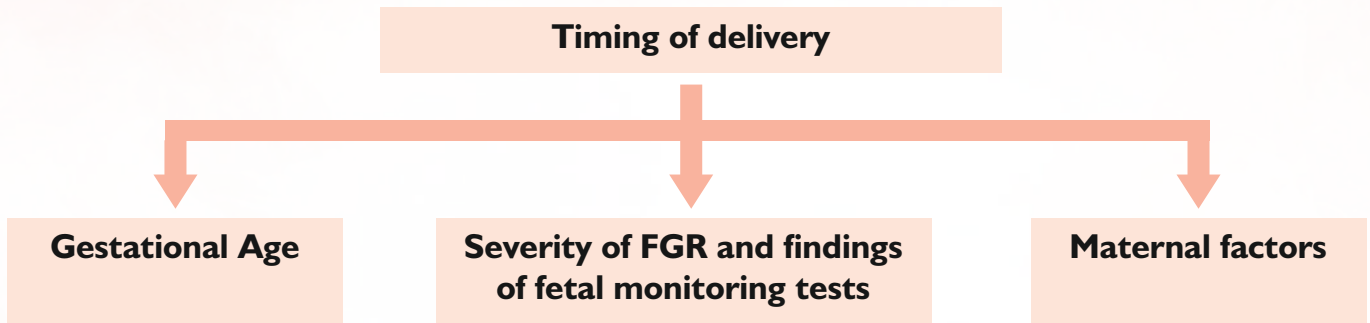 Timing of delivery
Gestational Age
Severity of FGR and findings
of fetal monitoring tests
Maternal factors